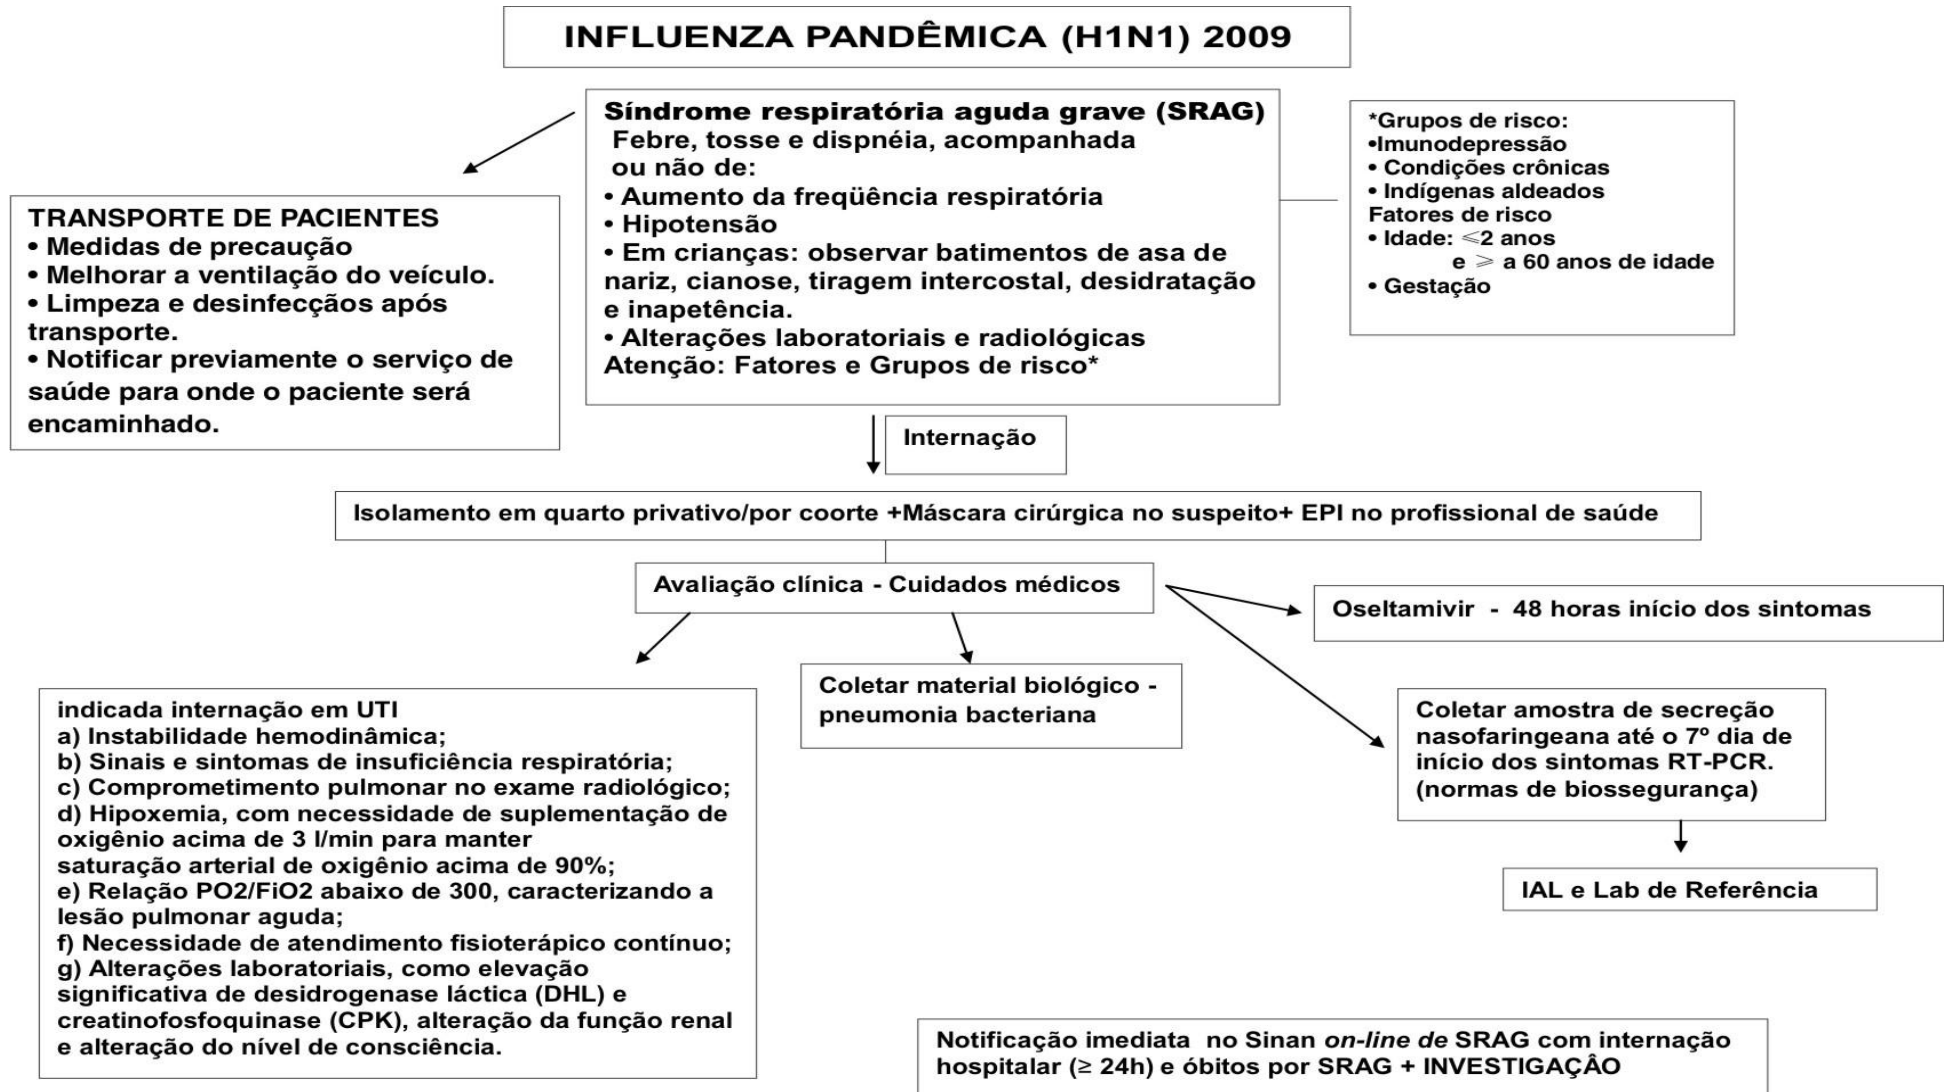 INFLUENZA PANDÊMICA (H1N1) 2009
Síndrome respiratória aguda grave (SRAG)
Febre, tosse e dispnéia, acompanhada
ou não de:
• Aumento da freqüência respiratória
• Hipotensão
• Em crianças: observar batimentos de asa de
nariz, cianose, tiragem intercostal, desidratação
e inapetência.
• Alterações laboratoriais e radiológicas
Atenção: Fatores e Grupos de risco*
*Grupos de risco:
•Imunodepressão
• Condições crônicas
• Indígenas aldeados
Fatores de risco
• Idade: ≤2 anos
e ≥ a 60 anos de idade
• Gestação
TRANSPORTE DE PACIENTES
• Medidas de precaução
• Melhorar a ventilação do veículo.
• Limpeza e desinfecçãos após
transporte.
• Notificar previamente o serviço de
saúde para onde o paciente será
encaminhado.
Internação
Isolamento em quarto privativo/por coorte +Máscara cirúrgica no suspeito+ EPI no profissional de saúde
Avaliação clínica - Cuidados médicos
Oseltamivir - 48 horas início dos sintomas
Coletar material biológico -
pneumonia bacteriana
Coletar amostra de secreção
nasofaringeana até o 7º dia de
início dos sintomas RT-PCR.
(normas de biossegurança)
IAL e Lab de Referência
indicada internação em UTI
a) Instabilidade hemodinâmica;
b) Sinais e sintomas de insuficiência respiratória;
c) Comprometimento pulmonar no exame radiológico;
d) Hipoxemia, com necessidade de suplementação de
oxigênio acima de 3 l/min para manter
saturação arterial de oxigênio acima de 90%;
e) Relação PO2/FiO2 abaixo de 300, caracterizando a
lesão pulmonar aguda;
f) Necessidade de atendimento fisioterápico contínuo;
g) Alterações laboratoriais, como elevação
significativa de desidrogenase láctica (DHL) e
creatinofosfoquinase (CPK), alteração da função renal
e alteração do nível de consciência.
Notificação imediata no Sinan on-line de SRAG com internação
hospitalar (≥ 24h) e óbitos por SRAG + INVESTIGAÇÂO